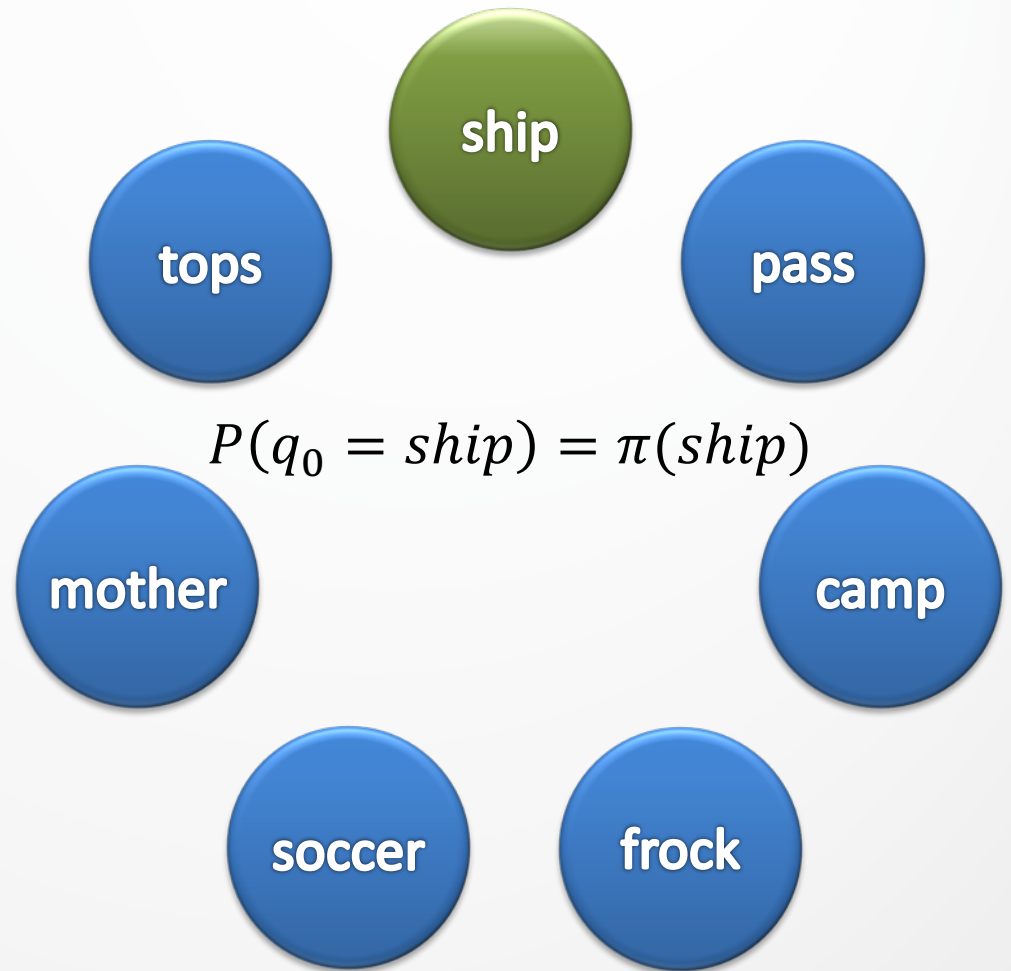 ship
tops
pass
P(q₀ = ship) = π(ship)
mother
camp
soccer
frock